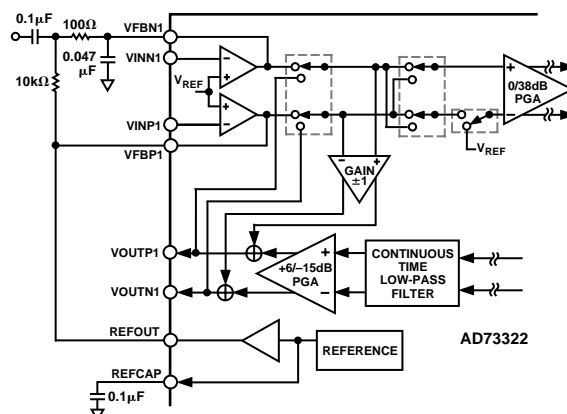 0.1µF
100Ω
VFBN1
0.047
µF
VINN1
10kΩ
VREF
VINP1
VFBP1
0/38dB
PGA
VREF
GAIN
±1
VOUTP1
+6/–15dB
PGA
CONTINUOUS
TIME
LOW-PASS
FILTER
VOUTN1
REFOUT
REFERENCE
AD73322
REFCAP
0.1µF